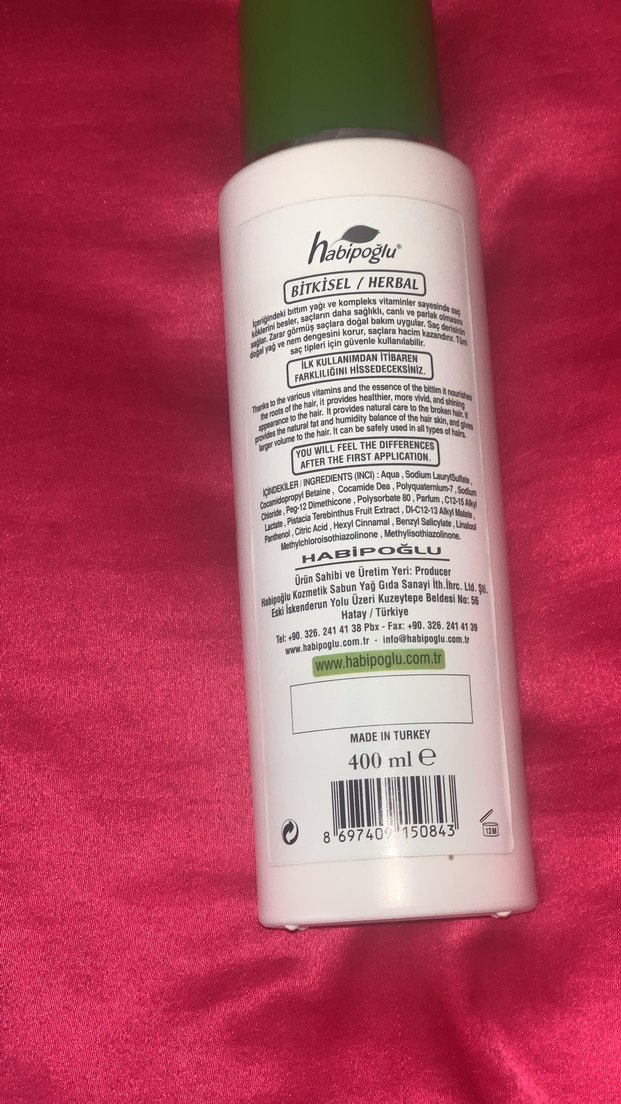 habipoğlu®
BİTKİSEL / HERBAL
İçeriğindeki bıttım yağı ve kompleks vitaminler sayesinde saç
köklerini besler, saçların daha sağlıklı, canlı ve parlak olmasını
sağlar. Zarar görmüş saçlara doğal bakım uygular. Saç derisinin
doğal yağ ve nem dengesini korur, saçlara hacim kazandırır. Tüm
saç tipleri için güvenle kullanılabilir.
İLK KULLANIMDAN İTİBAREN
FARKLILIĞINI HİSSEDECEKSİNİZ.
Thanks to the various vitamins and the essence of the bittim it nourishes
the roots of the hair, it provides healthier, more vivid, and shining
appearance to the hair. It provides natural care to the broken hair. It
provides the natural fat and humidity balance of the hair skin, and gives
larger volume to the hair. It can be safely used in all types of hairs.
YOU WILL FEEL THE DIFFERENCES
AFTER THE FIRST APPLICATION.
İÇİNDEKİLER / INGREDIENTS (INCI) : Aqua , Sodium LaurylSulfate ,
Cocamidopropyl Betaine , Cocamide Dea , Polyquaternium-7 , Sodium
Chloride , Peg-12 Dimethicone , Polysorbate 80 , Parfum , C12-15 Alkyl
Lactate , Pistacia Terebinthus Fruit Extract , DI-C12-13 Alkyl Malate ,
Panthenol , Citric Acid , Hexyl Cinnamal , Benzyl Salicylate , Linalool
Methylchloroisothiazolinone , Methylisothiazolinone.
HABİPOĞLU
Ürün Sahibi ve Üretim Yeri: Producer
Habipoğlu Kozmetik Sabun Yağ Gıda Sanayi İth.İhrc. Ltd. Şti.
Eski İskenderun Yolu Üzeri Kuzeytepe Beldesi No: 56
Hatay / Türkiye
Tel: +90. 326. 241 41 38 Pbx - Fax: +90. 326. 241 41 39
www.habipoglu.com.tr - info@habipoglu.com.tr
www.habipoglu.com.tr
MADE IN TURKEY
400 ml e
8 697409 150843
12M